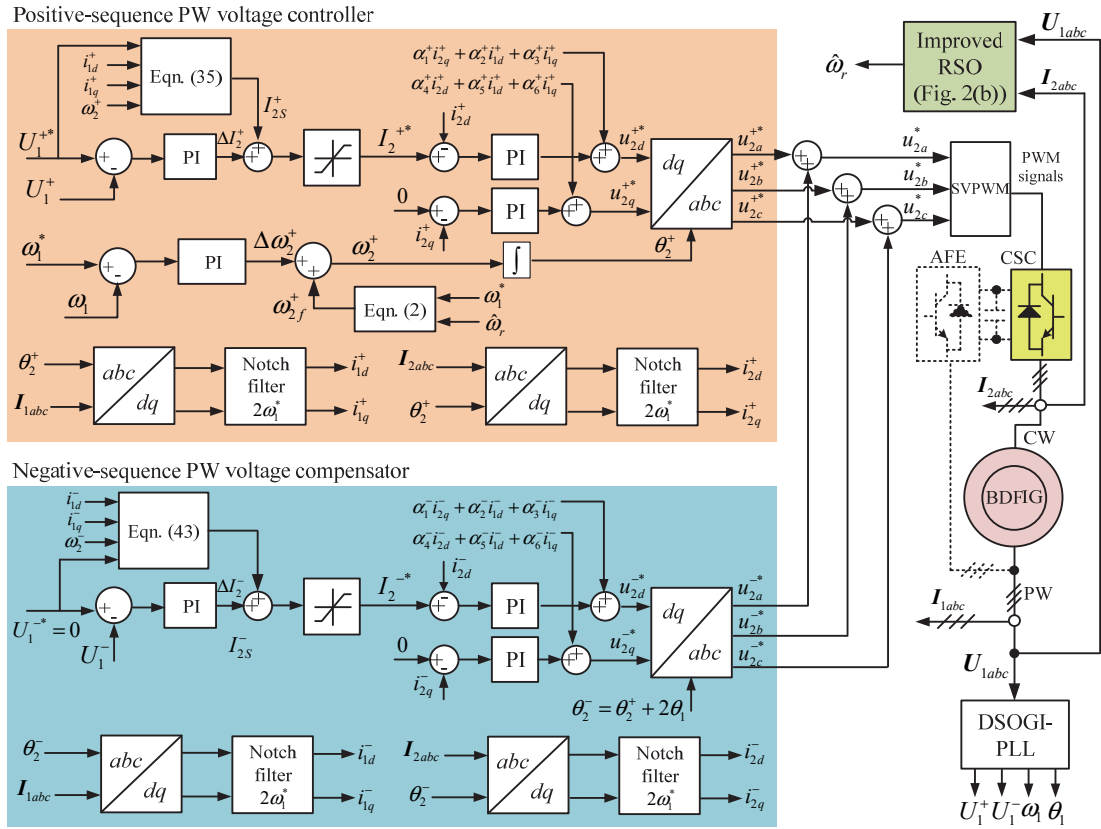 Positive-sequence PW voltage controller
U₁⁺*
i₁d⁺
i₁q⁺
ω₂⁺
Eqn. (35)
I₂S⁺
U₁⁺
PI
ΔI₂⁺
I₂⁺*
α₁⁺i₂q⁺ + α₂⁺i₁d⁺ + α₃⁺i₁q⁺
α₄⁺i₂d⁺ + α₅⁺i₁d⁺ + α₆⁺i₁q⁺
i₂d⁺
PI
u₂d⁺*
0
i₂q⁺
PI
u₂q⁺*
dq
abc
θ₂⁺
u₂a⁺*
u₂b⁺*
u₂c⁺*
ω₁*
ω₁
PI
Δω₂⁺
ω₂⁺
ω₂f⁺
∫
Eqn. (2)
ω₁*
ω̂r
θ₂⁺
I₁abc
abc
dq
Notch
filter
2ω₁*
i₁d⁺
i₁q⁺
I₂abc
θ₂⁺
abc
dq
Notch
filter
2ω₁*
i₂d⁺
i₂q⁺
Negative-sequence PW voltage compensator
i₁d⁻
i₁q⁻
ω₂⁻
Eqn. (43)
U₁⁻* = 0
U₁⁻
PI
ΔI₂⁻
I₂S⁻
I₂⁻*
α₁⁻i₂q⁻ + α₂⁻i₁d⁻ + α₃⁻i₁q⁻
α₄⁻i₂d⁻ + α₅⁻i₁d⁻ + α₆⁻i₁q⁻
i₂d⁻
PI
u₂d⁻*
0
i₂q⁻
PI
u₂q⁻*
dq
abc
θ₂⁻ = θ₂⁺ + 2θ₁
u₂a⁻*
u₂b⁻*
u₂c⁻*
θ₂⁻
I₁abc
abc
dq
Notch
filter
2ω₁*
i₁d⁻
i₁q⁻
I₂abc
θ₂⁻
abc
dq
Notch
filter
2ω₁*
i₂d⁻
i₂q⁻
ω̂r
Improved
RSO
(Fig. 2(b))
U₁abc
I₂abc
u₂a*
u₂b*
u₂c*
SVPWM
PWM
signals
AFE
CSC
I₂abc
CW
BDFIG
PW
I₁abc
U₁abc
DSOGI-
PLL
U₁⁺ U₁⁻ ω₁ θ₁